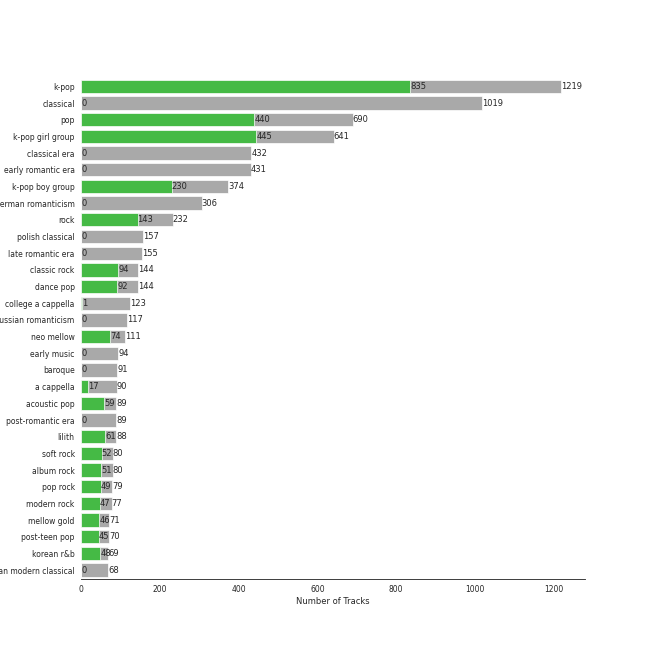 k-pop 835 1219
classical 0 1019
pop 440 690
k-pop girl group 445 641
classical era 0 432
early romantic era 0 431
k-pop boy group 230 374
erman romanticism 0 306
rock 143 232
polish classical 0 157
late romantic era 0 155
classic rock 94 144
dance pop 92 144
college a cappella 1 123
ussian romanticism 0 117
neo mellow 74 111
early music 0 94
baroque 0 91
a cappella 17 90
acoustic pop 59 89
post-romantic era 0 89
lilith 61 88
soft rock 52 80
album rock 51 80
pop rock 49 79
modern rock 47 77
mellow gold 46 71
post-teen pop 45 70
korean r&b 48 69
an modern classical 0 68
0 200 400 600 800 1000 1200
Number of Tracks